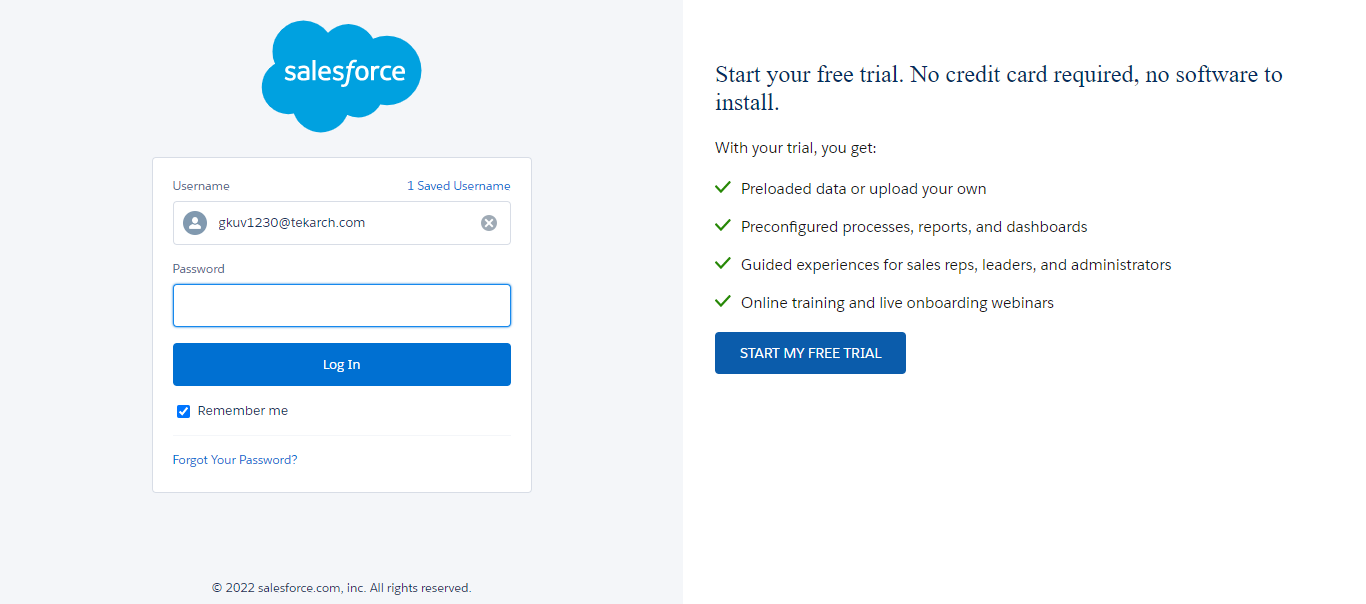 salesforce
Username
1 Saved Username
gkuv1230@tekarch.com
Password
Log In
Remember me
Forgot Your Password?
© 2022 salesforce.com, inc. All rights reserved.
Start your free trial. No credit card required, no software to
install.
With your trial, you get:
Preloaded data or upload your own
Preconfigured processes, reports, and dashboards
Guided experiences for sales reps, leaders, and administrators
Online training and live onboarding webinars
START MY FREE TRIAL